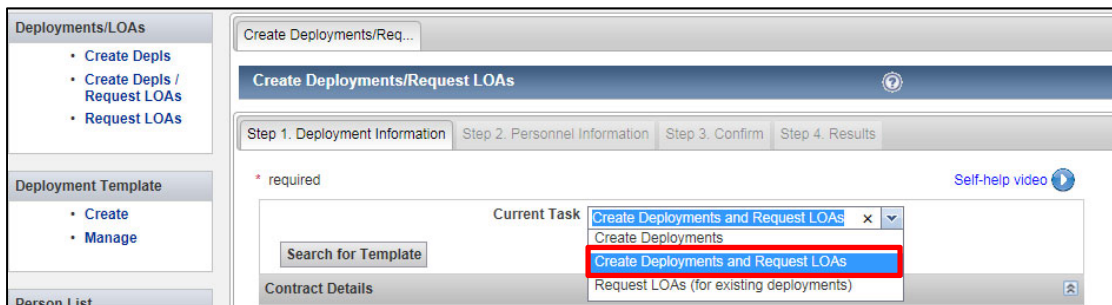 Deployments/LOAs
• Create Depls
• Create Depls /
Request LOAs
• Request LOAs
Deployment Template
• Create
• Manage
Person List
Create Deployments/Req...
Create Deployments/Request LOAs
Step 1. Deployment Information
Step 2. Personnel Information
Step 3. Confirm
Step 4. Results
* required
Self-help video
Current Task
Create Deployments and Request LOAs
Create Deployments
Create Deployments and Request LOAs
Request LOAs (for existing deployments)
Search for Template
Contract Details